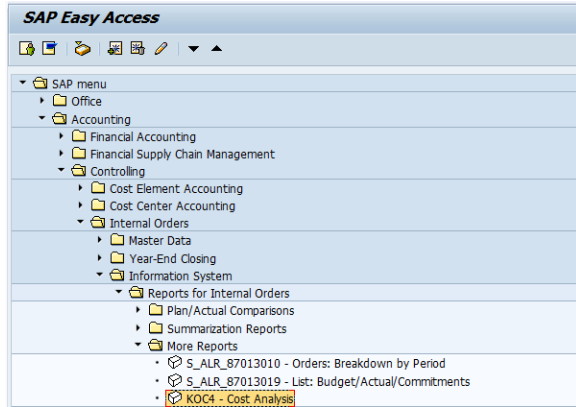 SAP Easy Access
SAP menu
Office
Accounting
Financial Accounting
Financial Supply Chain Management
Controlling
Cost Element Accounting
Cost Center Accounting
Internal Orders
Master Data
Year-End Closing
Information System
Reports for Internal Orders
Plan/Actual Comparisons
Summarization Reports
More Reports
S_ALR_87013010 - Orders: Breakdown by Period
S_ALR_87013019 - List: Budget/Actual/Commitments
KOC4 - Cost Analysis